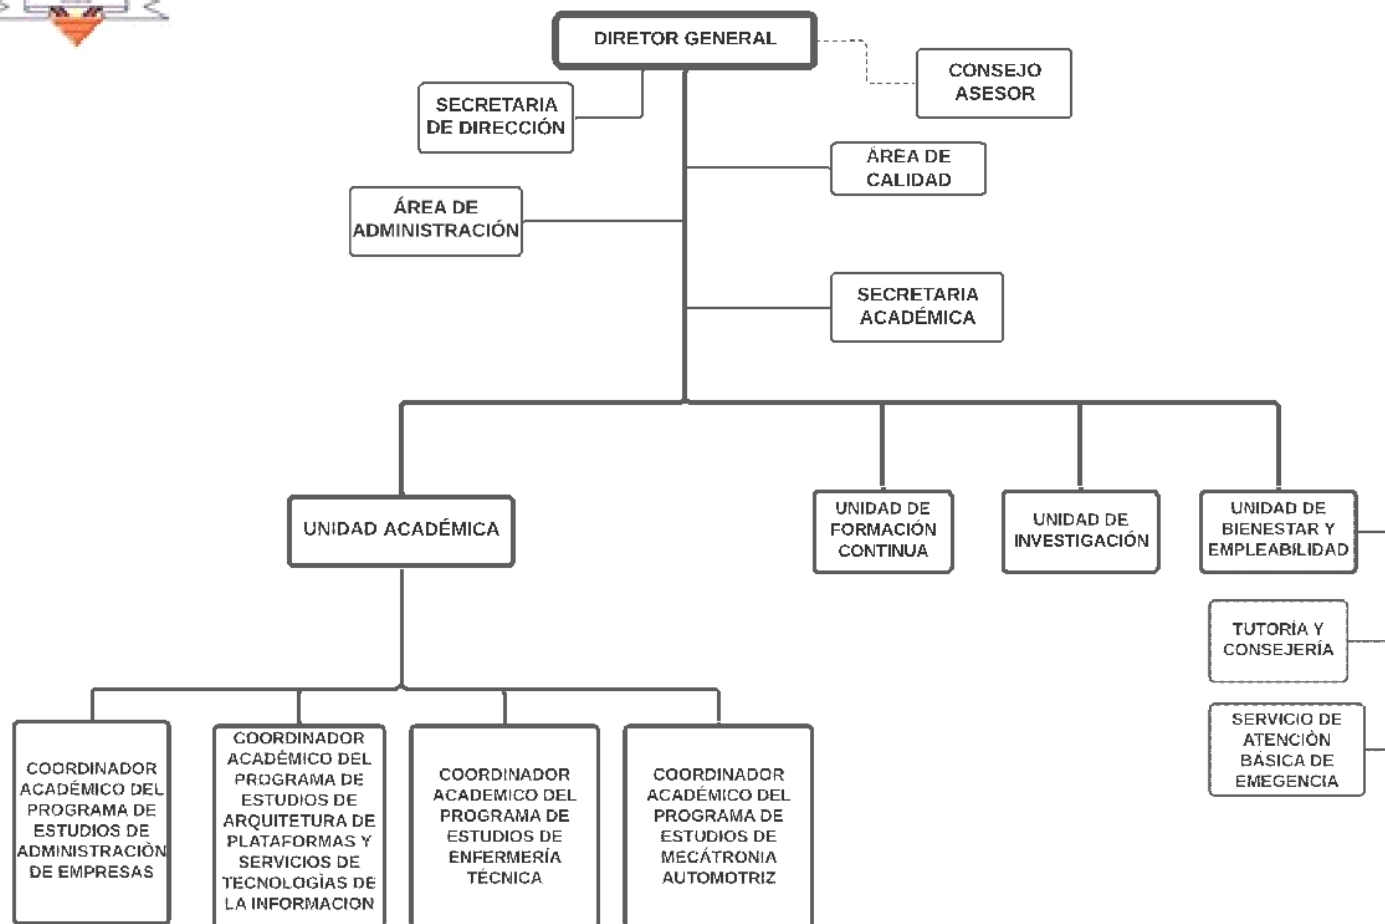 DIRETOR GENERAL
CONSEJO
ASESOR
SECRETARIA
DE DIRECCIÓN
ÁREA DE
CALIDAD
ÁREA DE
ADMINISTRACIÓN
SECRETARIA
ACADÉMICA
UNIDAD ACADÉMICA
UNIDAD DE
FORMACIÓN
CONTINUA
UNIDAD DE
INVESTIGACIÓN
UNIDAD DE
BIENESTAR Y
EMPLEABILIDAD
TUTORÍA Y
CONSEJERÍA
SERVICIO DE
ATENCIÒN
BÁSICA DE
EMEGENCIA
COORDINADOR
ACADÉMICO DEL
PROGRAMA DE
ESTUDIOS DE
ADMINISTRACIÒN
DE EMPRESAS
COORDINADOR
ACADÉMICO DEL
PROGRAMA DE
ESTUDIOS DE
ARQUITETURA DE
PLATAFORMAS Y
SERVICIOS DE
TECNOLOGÌAS DE
LA INFORMACION
COORDINADOR
ACADEMICO DEL
PROGRAMA DE
ESTUDIOS DE
ENFERMERÍA
TÉCNICA
COORDINADOR
ACADÉMICO DEL
PROGRAMA DE
ESTUDIOS DE
MECÁTRONIA
AUTOMOTRIZ